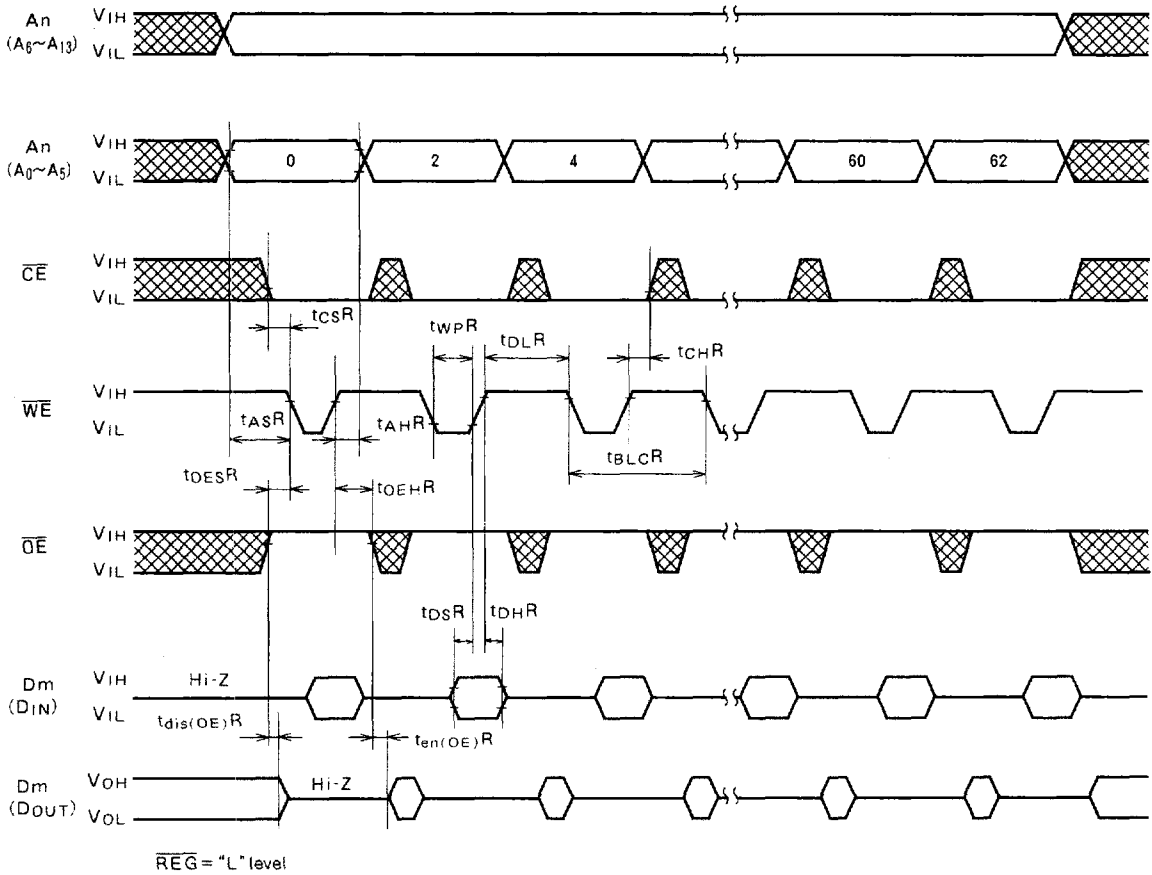 An VIH
(A6~A13) VIL
An VIH
(A0~A5) VIL
0 2 4 60 62
CE VIH
VIL
tCSR tWPR tDLR tCHR
WE VIH
VIL
tASR tAHR tBLCR
tOESR tOEHR
OE VIH
VIL
tDSR tDHR
Dm VIH Hi-Z
(DIN) VIL
tdis(OE)R ten(OE)R
Dm VOH Hi-Z
(DOUT) VOL
REG = "L" level